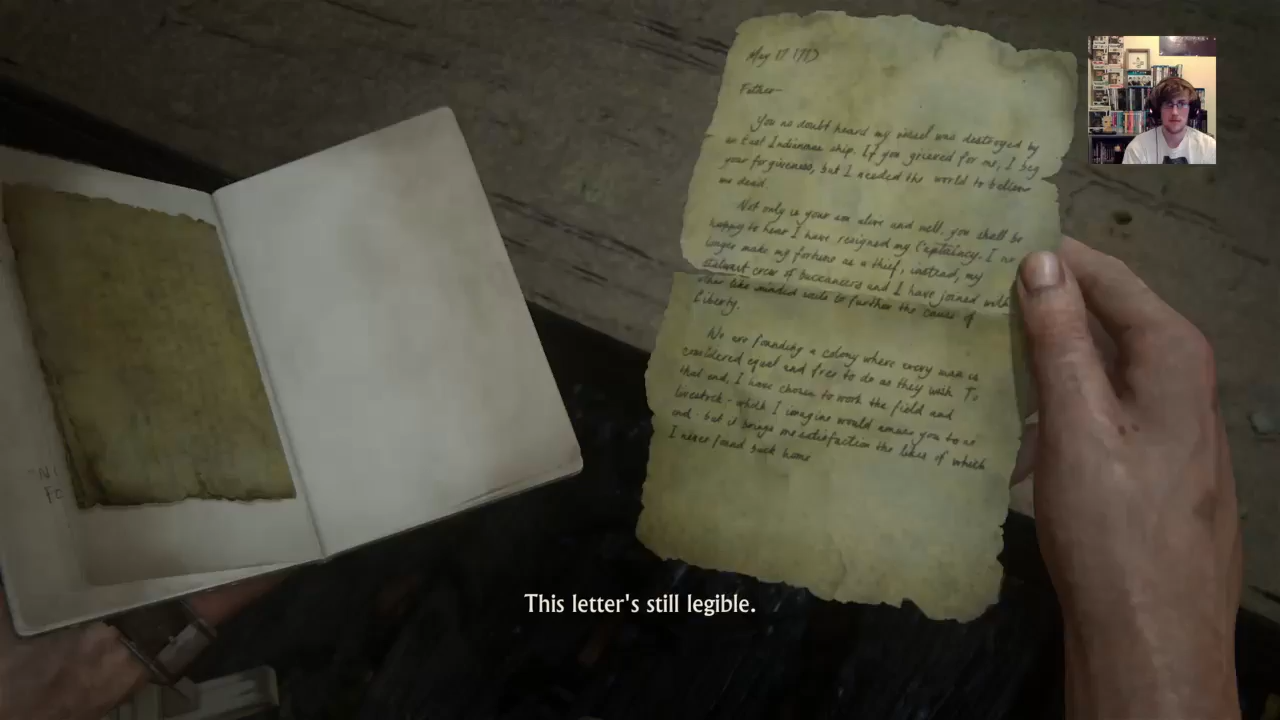 May 17 1713
Father-
You no doubt heard my vessel was destroyed by
an East Indiaman ship. If you grieved for me, I beg
your forgiveness, but I needed the world to believe
me dead.
Not only is your son alive and well, you shall be
happy to hear I have resigned my Captaincy. I no
longer make my fortune as a thief, instead, my
stalwart crew of buccaneers and I have joined with
other like minded souls to further the cause of
Liberty.
We are founding a colony where every man is
considered equal and free to do as they wish To
that end, I have chosen to work the field and
livestock - which I imagine would amuse you to no
end - but it brings me satisfaction the likes of which
I never found back home
This letter's still legible.